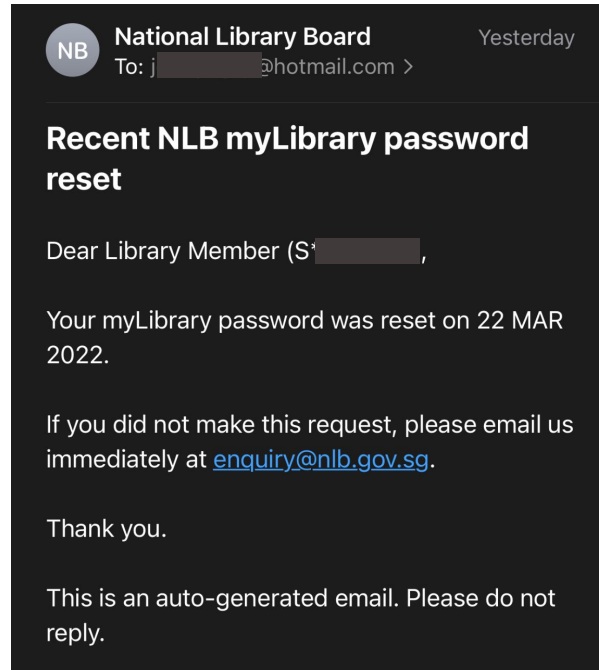 NB
National Library Board
Yesterday
To: j @hotmail.com >
Recent NLB myLibrary password
reset
Dear Library Member (S* ,
Your myLibrary password was reset on 22 MAR
2022.
If you did not make this request, please email us
immediately at enquiry@nlb.gov.sg.
Thank you.
This is an auto-generated email. Please do not
reply.